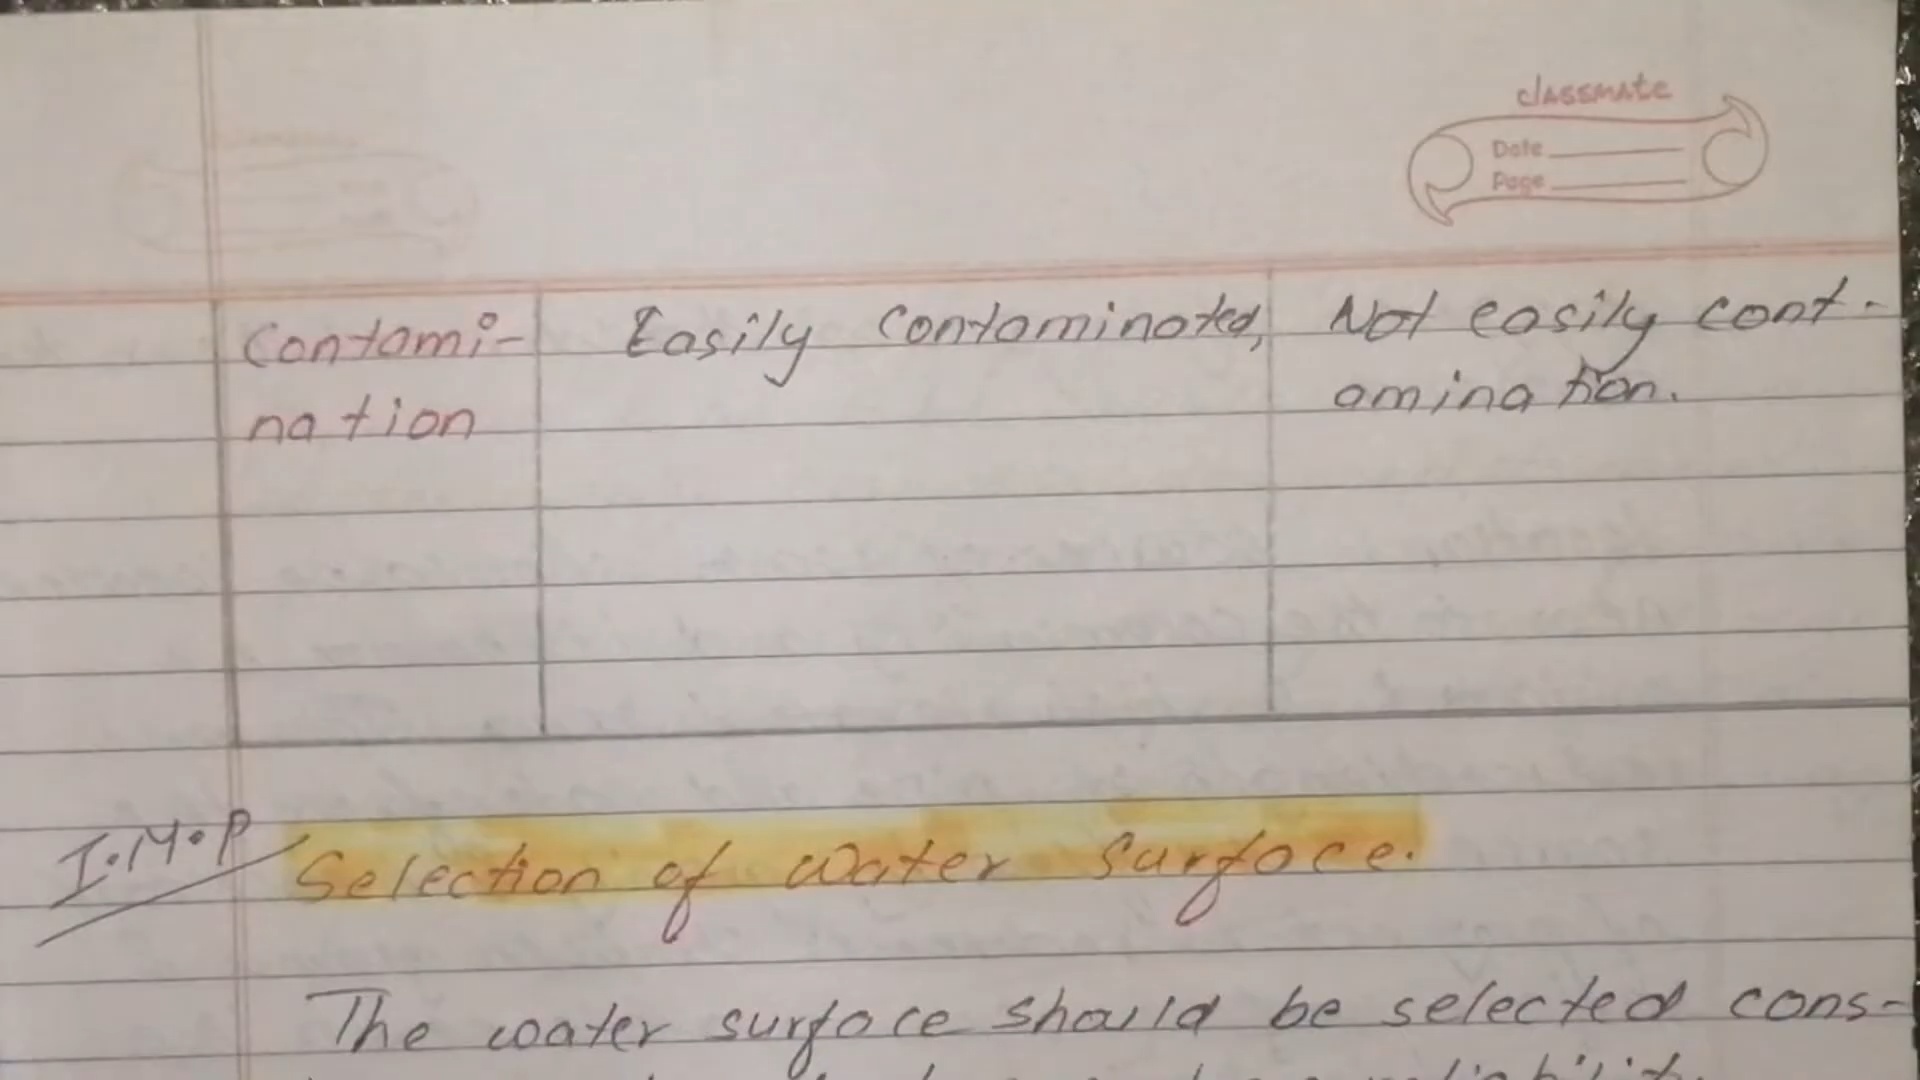 classmate
Date
Page
Contami- Easily Contaminated, Not easily cont-
nation amination.
I.M.P Selection of water surface.
The water surface should be selected cons-